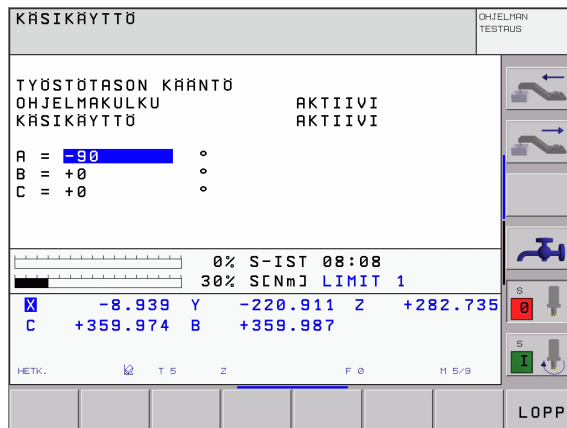 KÄSIKÄYTTÖ
OHJELMAN
TESTAUS
TYÖSTÖTASON KÄÄNTÖ
OHJELMAKULKU AKTIIVI
KÄSIKÄYTTÖ AKTIIVI
A = -90 °
B = +0 °
C = +0 °
0% S-IST 08:08
30% S[Nm] LIMIT 1
X -8.939 Y -220.911 Z +282.735
C +359.974 B +359.987
HETK. T 5 Z F 0 M 5/9
S
0
S
I
LOPP